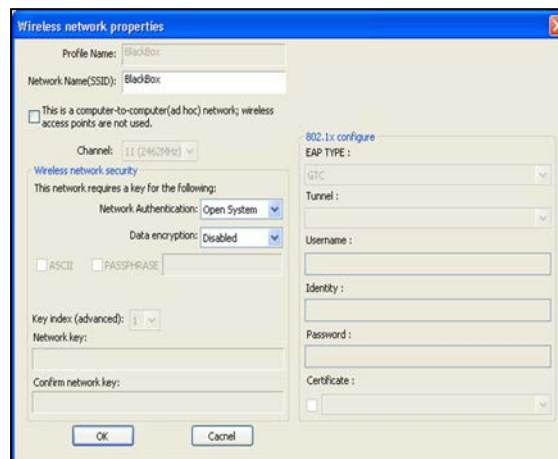 Wireless network properties
Profile Name: BlackBox
Network Name(SSID): BlackBox
This is a computer-to-computer(ad hoc) network; wireless
access points are not used.
Channel: 11 (2462MHz)
Wireless network security
This network requires a key for the following:
Network Authentication: Open System
Data encryption: Disabled
ASCII PASSPHRASE
Key index (advanced): 1
Network key:
Confirm network key:
802.1x configure
EAP TYPE :
GTC
Tunnel :
Username :
Identity :
Password :
Certificate :
OK Cacnel